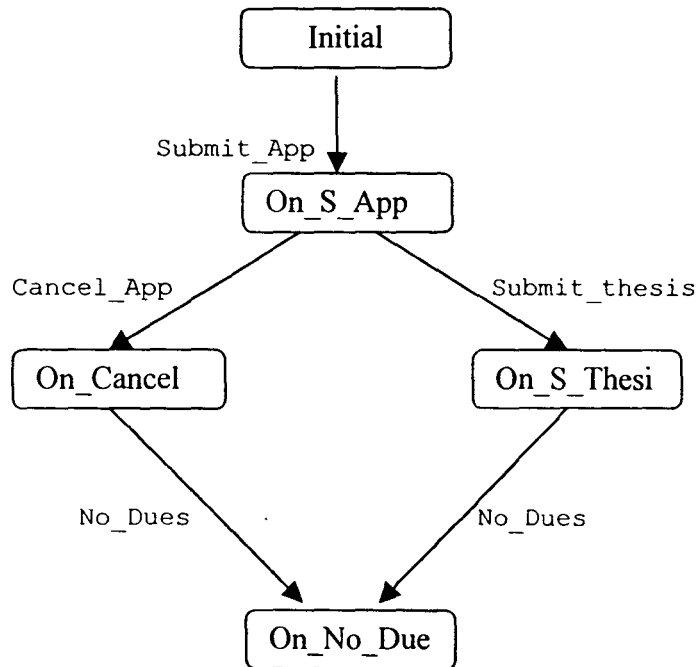 Initial
Submit_App
On_S_App
Cancel_App
Submit_thesis
On_Cancel
On_S_Thesi
No_Dues
No_Dues
On_No_Due